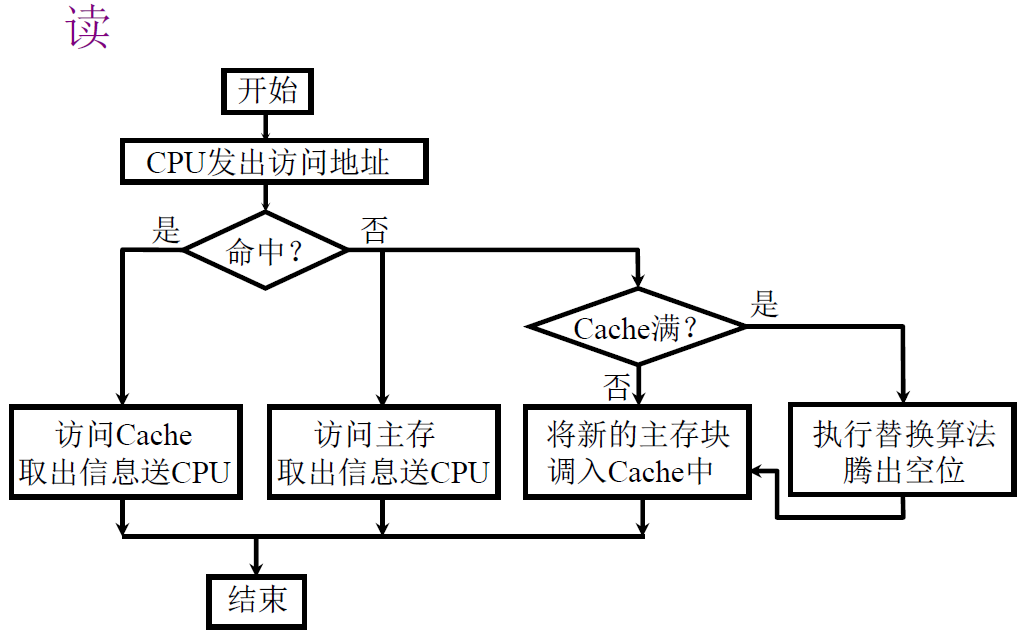 读
开始
CPU发出访问地址
是
否
命中？
是
Cache满？
否
访问Cache
取出信息送CPU
访问主存
取出信息送CPU
将新的主存块
调入Cache中
执行替换算法
腾出空位
结束